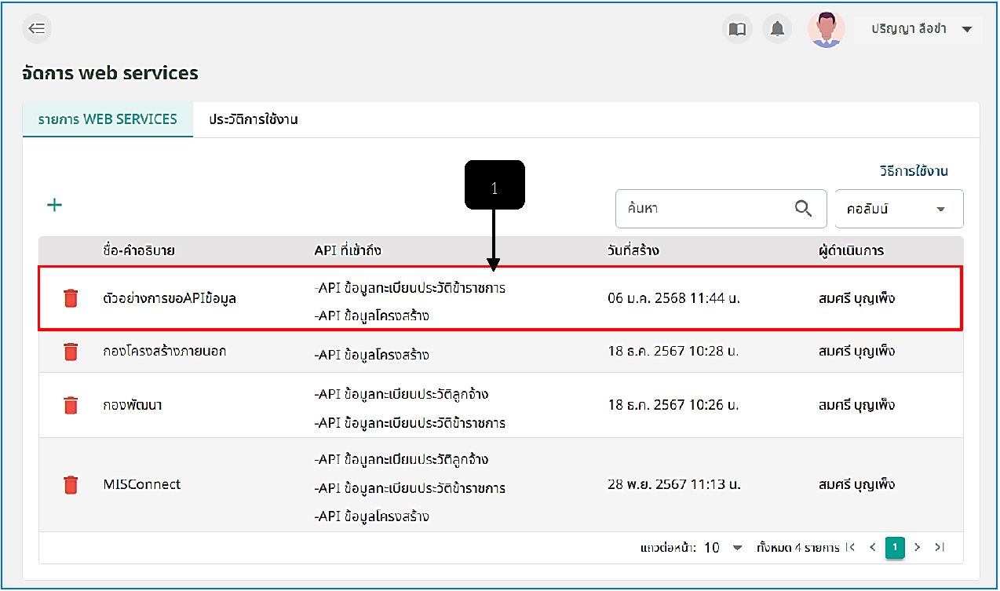 ปริญญา ลือขำ
จัดการ web services
รายการ WEB SERVICES ประวัติการใช้งาน
วิธีการใช้งาน
1
ค้นหา คอลัมน์
ชื่อ-คำอธิบาย API ที่เข้าถึง วันที่สร้าง ผู้ดำเนินการ
-API ข้อมูลทะเบียนประวัติข้าราชการ
ตัวอย่างการขอAPIข้อมูล 06 ม.ค. 2568 11:44 น. สมศรี บุญเพ็ง
-API ข้อมูลโครงสร้าง
กองโครงสร้างภายนอก -API ข้อมูลโครงสร้าง 18 ธ.ค. 2567 10:28 น. สมศรี บุญเพ็ง
-API ข้อมูลทะเบียนประวัติลูกจ้าง
กองพัฒนา 18 ธ.ค. 2567 10:26 น. สมศรี บุญเพ็ง
-API ข้อมูลทะเบียนประวัติข้าราชการ
-API ข้อมูลทะเบียนประวัติลูกจ้าง
MISConnect -API ข้อมูลทะเบียนประวัติข้าราชการ 28 พ.ย. 2567 11:13 น. สมศรี บุญเพ็ง
-API ข้อมูลโครงสร้าง
แถวต่อหน้า: 10 ทั้งหมด 4 รายการ 1